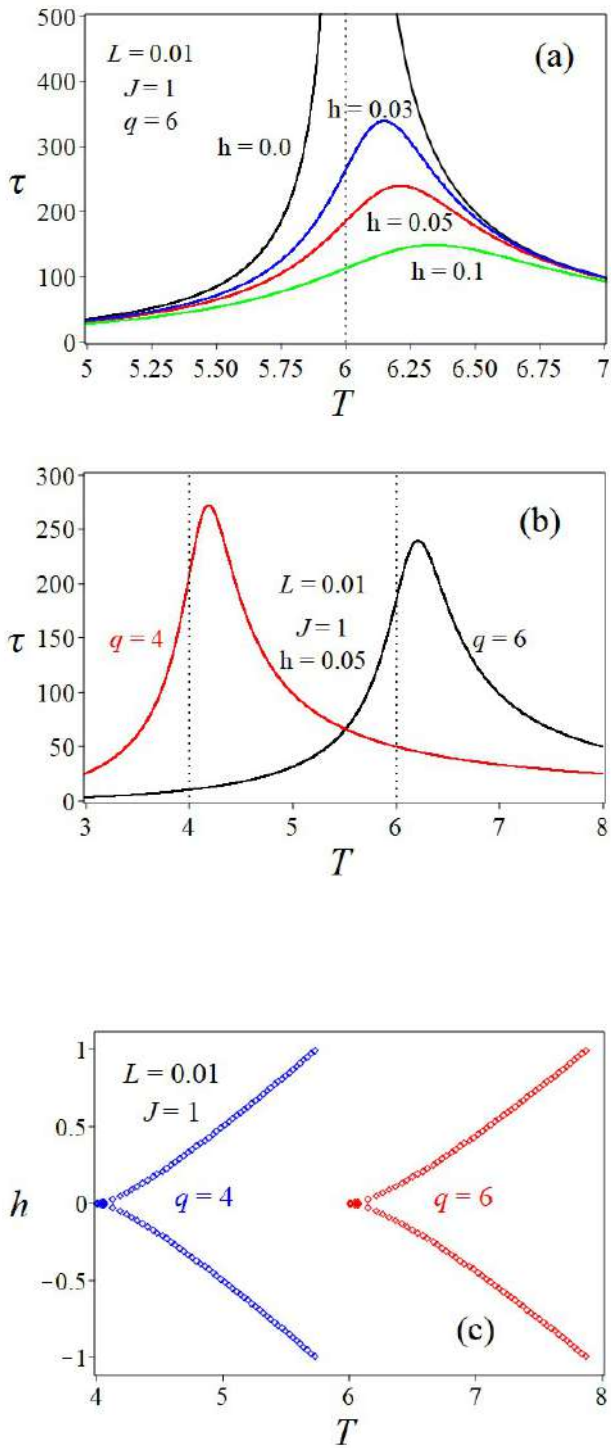 500
L = 0.01
(a)
400
J = 1
h = 0.03
q = 6
300
h = 0.0
τ
200
h = 0.05
100
h = 0.1
0
5 5.25 5.50 5.75 6 6.25 6.50 6.75 7
T
300
(b)
250
L = 0.01
200
J = 1
τ
150
q = 4
h = 0.05
q = 6
100
50
0
3 4 5 6 7 8
T
1
L = 0.01
J = 1
0.5
h
0
q = 4
q = 6
−0.5
(c)
−1
4 5 6 7 8
T